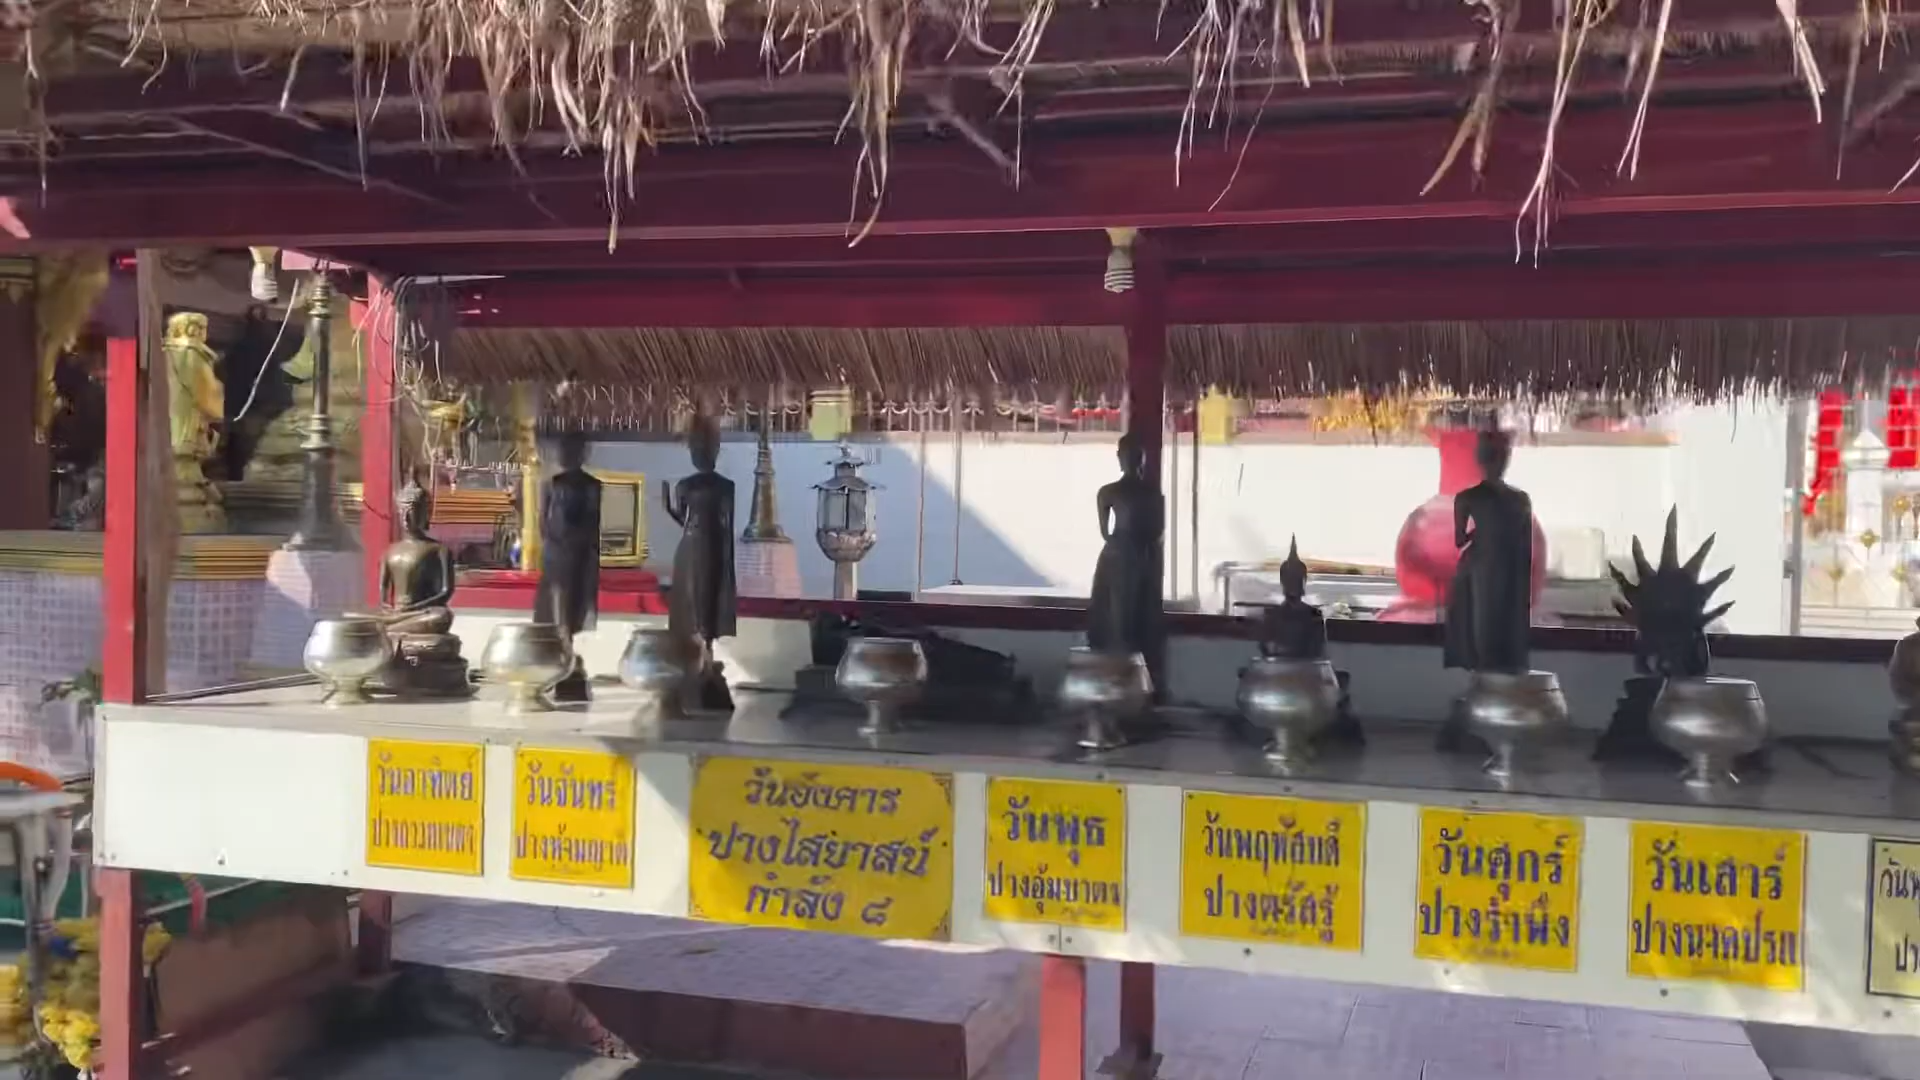 วันอาทิตย์
ปางถวายเนตร
วันจันทร์
ปางห้ามญาติ
วันอังคาร
ปางไสยาสน์
กำลัง ๘
วันพุธ
ปางอุ้มบาตร
วันพฤหัสบดี
ปางตรัสรู้
วันศุกร์
ปางรำพึง
วันเสาร์
ปางนาคปรก